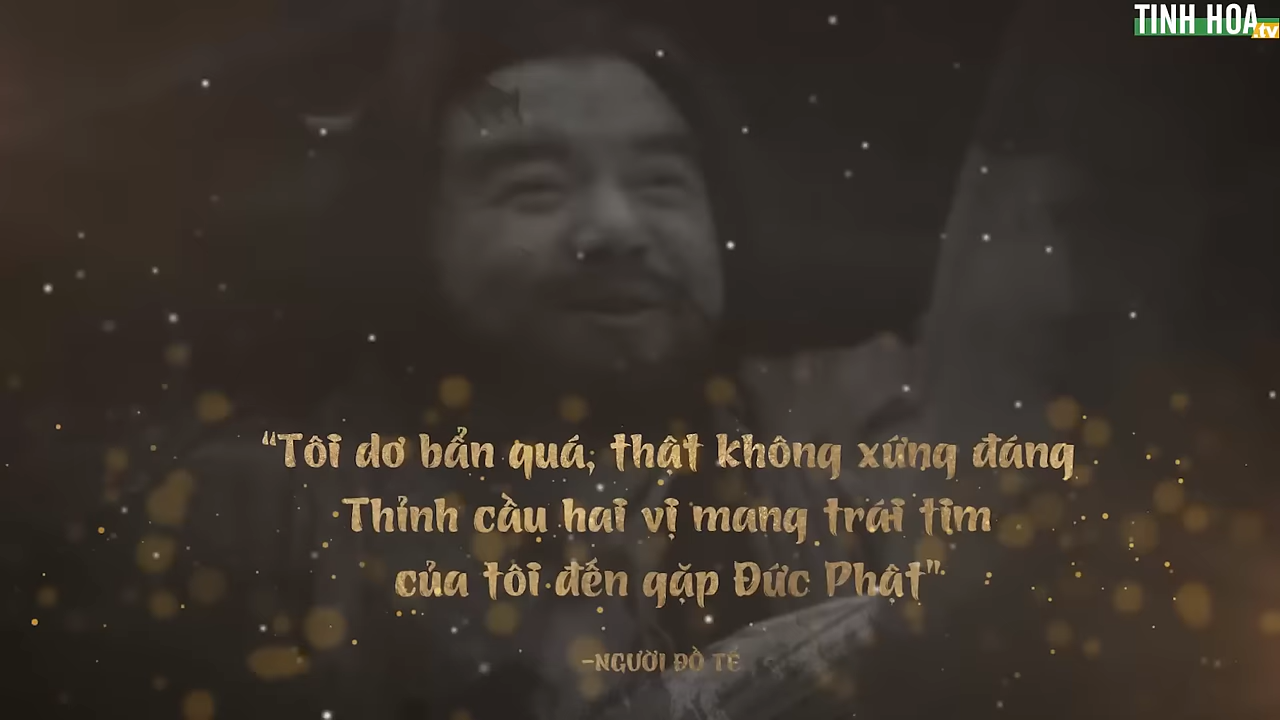 TINH HOA
.tv
“Tôi dơ bẩn quá, thật không xứng đáng
Thỉnh cầu hai vị mang trái tim
của tôi đến gặp Đức Phật"
-NGƯỜI ĐỒ TỂ